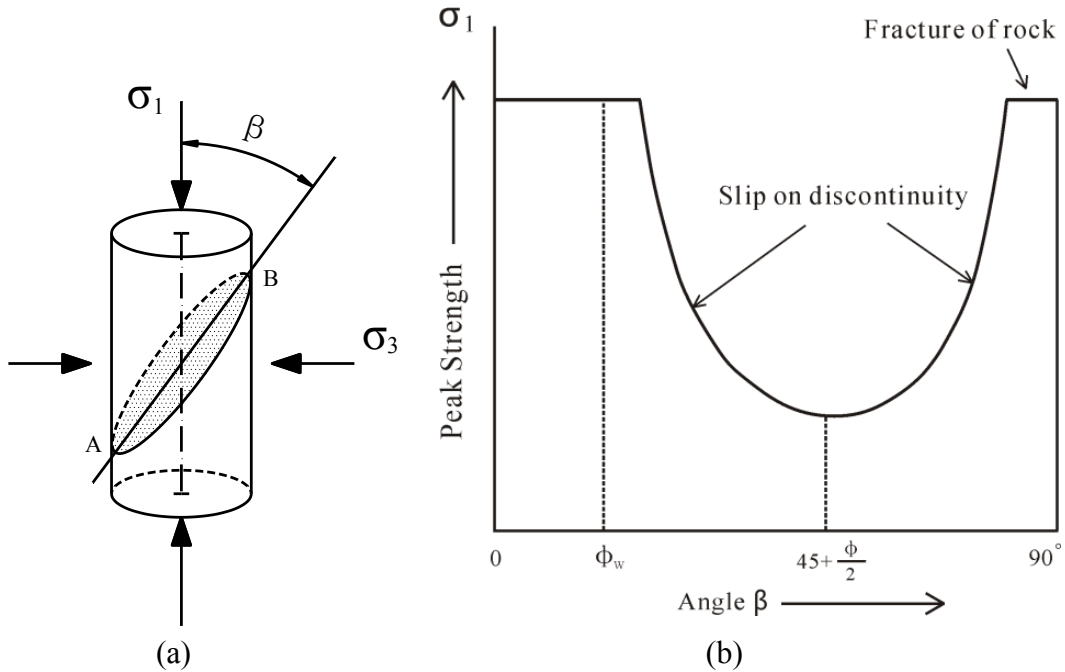 σ1
β
B
σ3
A
(a)
σ1
Fracture of rock
Peak Strength
Slip on discontinuity
0
ϕw
45+ϕ/2
90°
Angle β
(b)